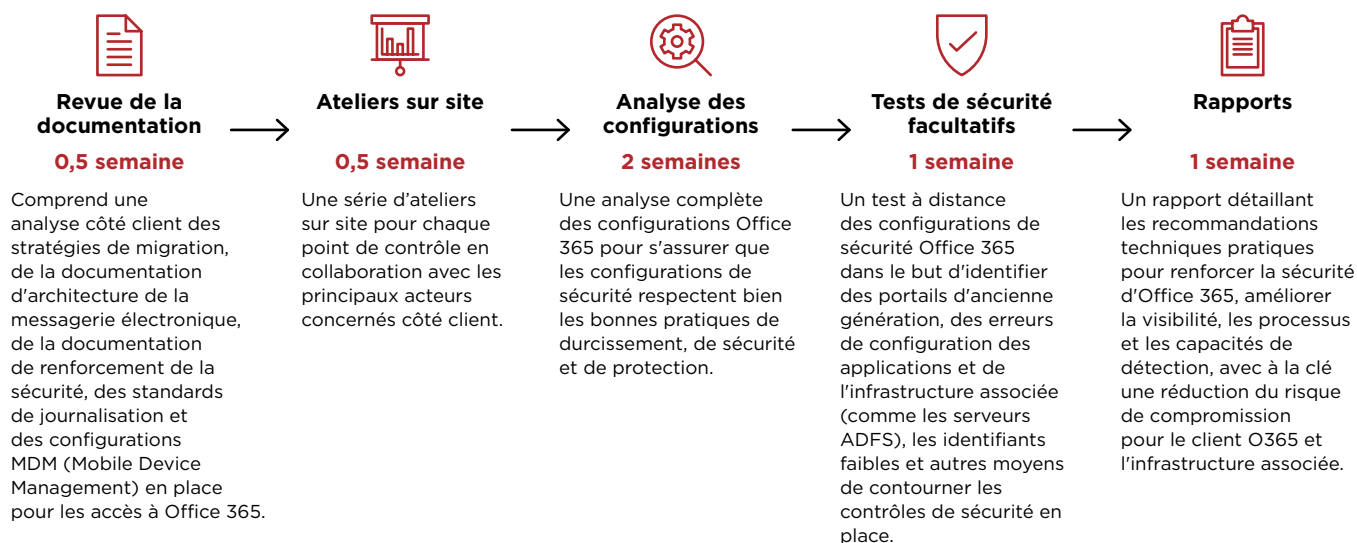 Revue de la
documentation
0,5 semaine
Comprend une
analyse côté client des
stratégies de migration,
de la documentation
d'architecture de la
messagerie électronique,
de la documentation
de renforcement de la
sécurité, des standards
de journalisation et
des configurations
MDM (Mobile Device
Management) en place
pour les accès à Office 365.
Ateliers sur site
0,5 semaine
Une série d’ateliers
sur site pour chaque
point de contrôle en
collaboration avec les
principaux acteurs
concernés côté client.
Analyse des
configurations
2 semaines
Une analyse complète
des configurations Office
365 pour s'assurer que
les configurations de
sécurité respectent bien
les bonnes pratiques de
durcissement, de sécurité
et de protection.
Tests de sécurité
facultatifs
1 semaine
Un test à distance
des configurations de
sécurité Office 365
dans le but d'identifier
des portails d'ancienne
génération, des erreurs
de configuration des
applications et de
l'infrastructure associée
(comme les serveurs
ADFS), les identifiants
faibles et autres moyens
de contourner les
contrôles de sécurité en
place.
Rapports
1 semaine
Un rapport détaillant
les recommandations
techniques pratiques
pour renforcer la sécurité
d'Office 365, améliorer
la visibilité, les processus
et les capacités de
détection, avec à la clé
une réduction du risque
de compromission
pour le client O365 et
l'infrastructure associée.